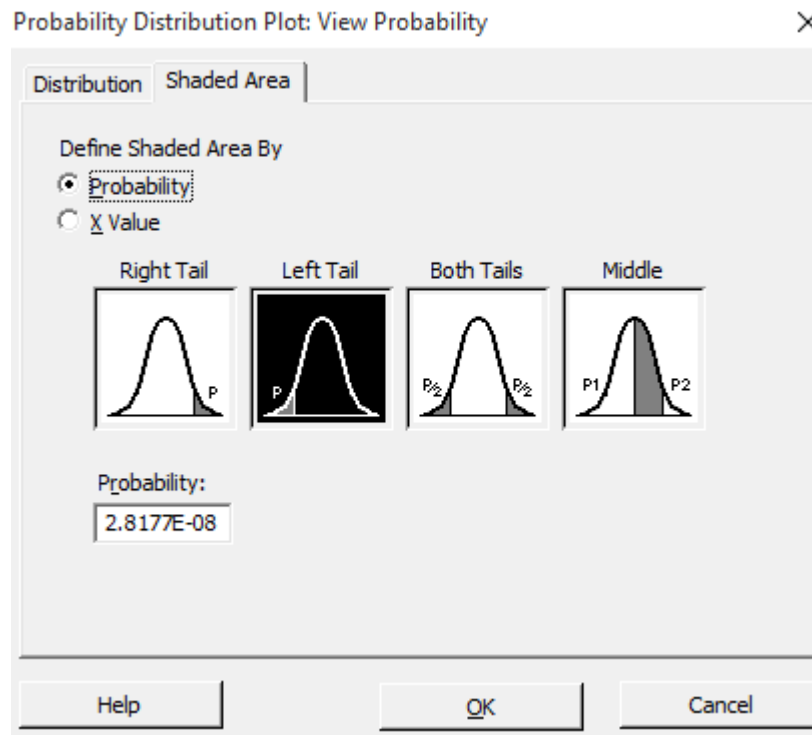 Probability Distribution Plot: View Probability
Distribution
Shaded Area
Define Shaded Area By
Probability
X Value
Right Tail Left Tail Both Tails Middle
P P P/2 P/2 P1 P2
Probability:
2.8177E-08
Help OK Cancel